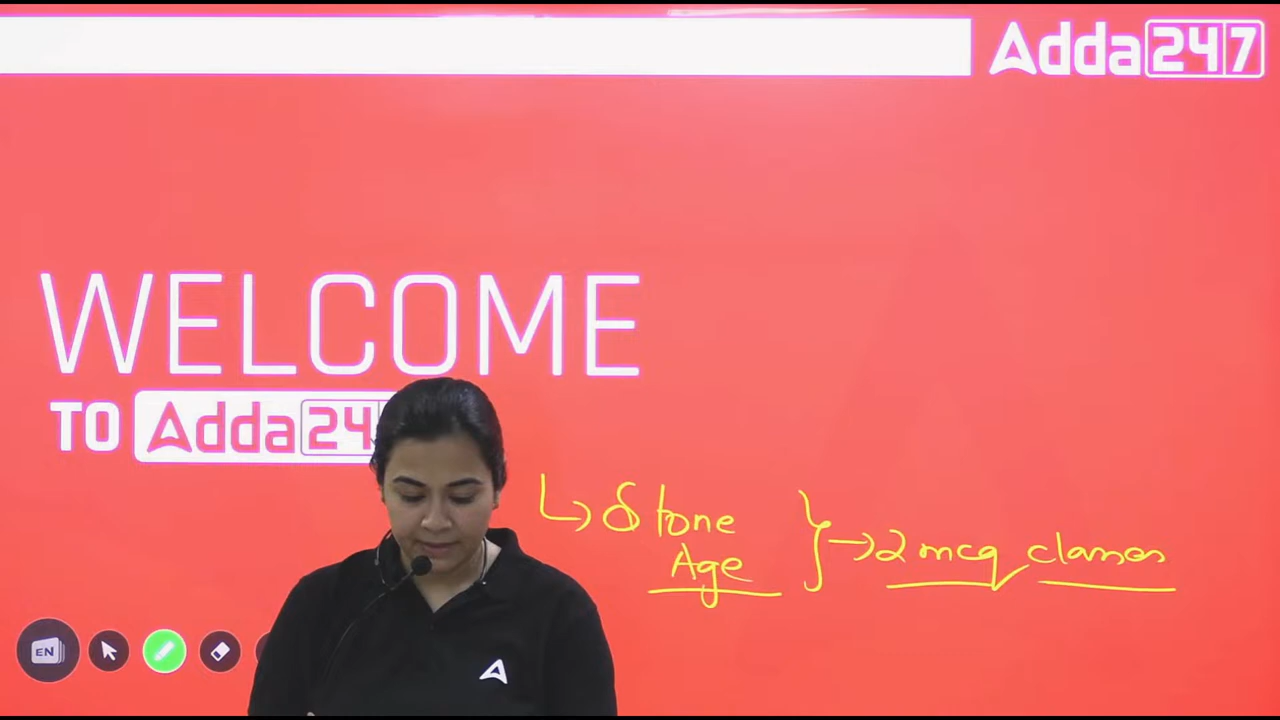 Adda247
WELCOME
TO Adda24
Stone
Age
→ 2 mcq classes
EN